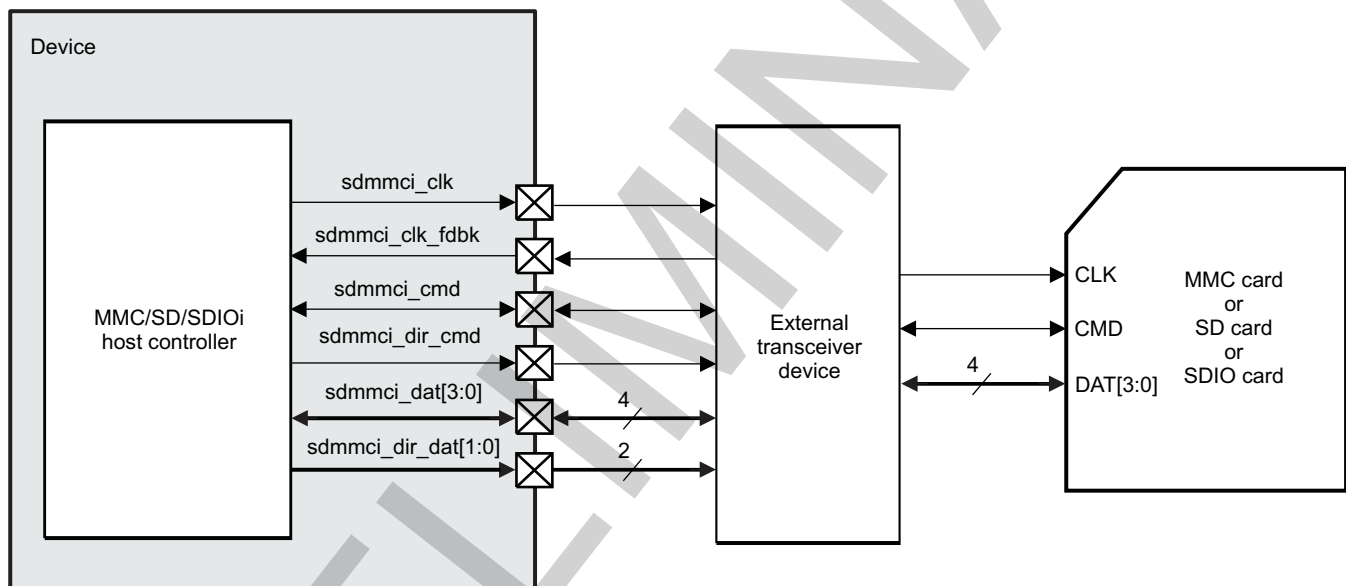 Device
MMC/SD/SDIOi
host controller
sdmmci_clk
sdmmci_clk_fdbk
sdmmci_cmd
sdmmci_dir_cmd
sdmmci_dat[3:0]
sdmmci_dir_dat[1:0]
4
2
External
transceiver
device
4
CLK
CMD
DAT[3:0]
MMC card
or
SD card
or
SDIO card